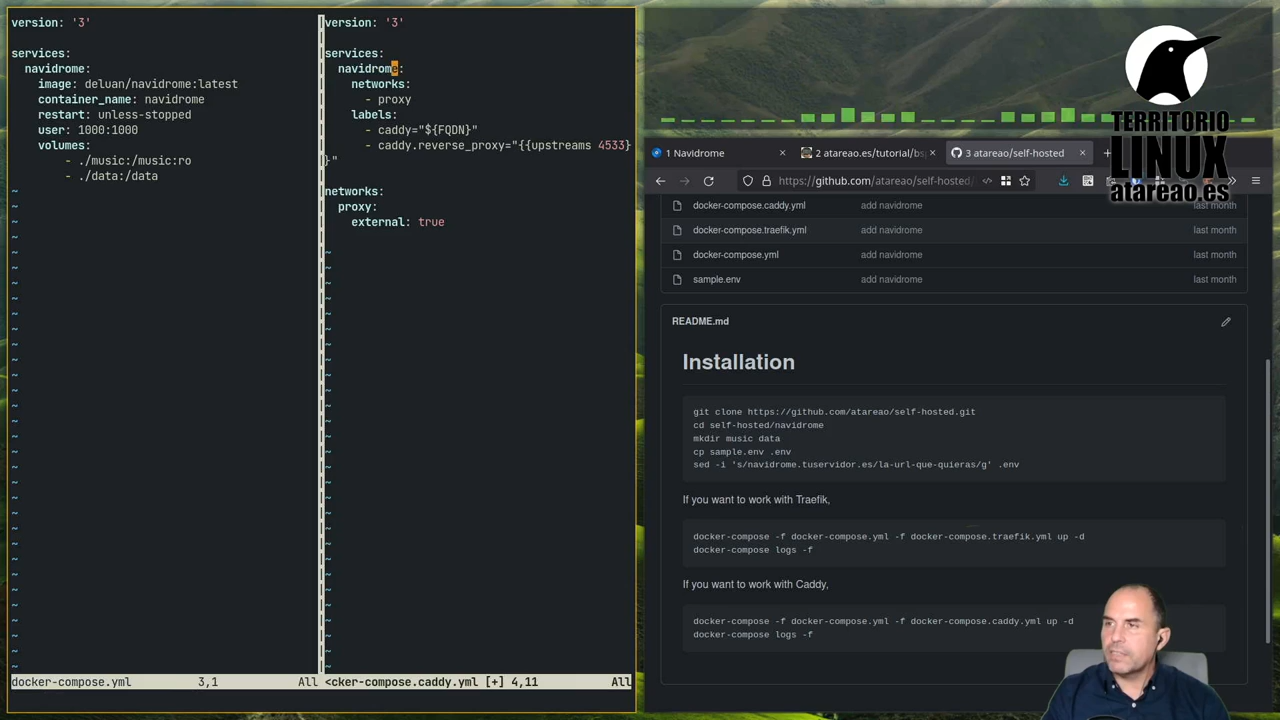 version: '3'
services:
navidrome:
image: deluan/navidrome:latest
container_name: navidrome
restart: unless-stopped
user: 1000:1000
volumes:
- ./music:/music:ro
- ./data:/data
~
docker-compose.yml 3,1 All
version: '3'
services:
navidrome:
networks:
- proxy
labels:
- caddy="${FQDN}"
- caddy.reverse_proxy="{{upstreams 4533}
}"
networks:
proxy:
external: true
~
<cker-compose.caddy.yml [+] 4,11 All
TERRITORIO
LINUX
atareao.es
1 Navidrome
2 atareao.es/tutorial/bs
3 atareao/self-hosted
https://github.com/atareao/self-hosted/
docker-compose.caddy.yml add navidrome last month
docker-compose.traefik.yml add navidrome last month
docker-compose.yml add navidrome last month
sample.env add navidrome last month
README.md
Installation
git clone https://github.com/atareao/self-hosted.git
cd self-hosted/navidrome
mkdir music data
cp sample.env .env
sed -i 's/navidrome.tuservidor.es/la-url-que-quieras/g' .env
If you want to work with Traefik,
docker-compose -f docker-compose.yml -f docker-compose.traefik.yml up -d
docker-compose logs -f
If you want to work with Caddy,
docker-compose -f docker-compose.yml -f docker-compose.caddy.yml up -d
docker-compose logs -f